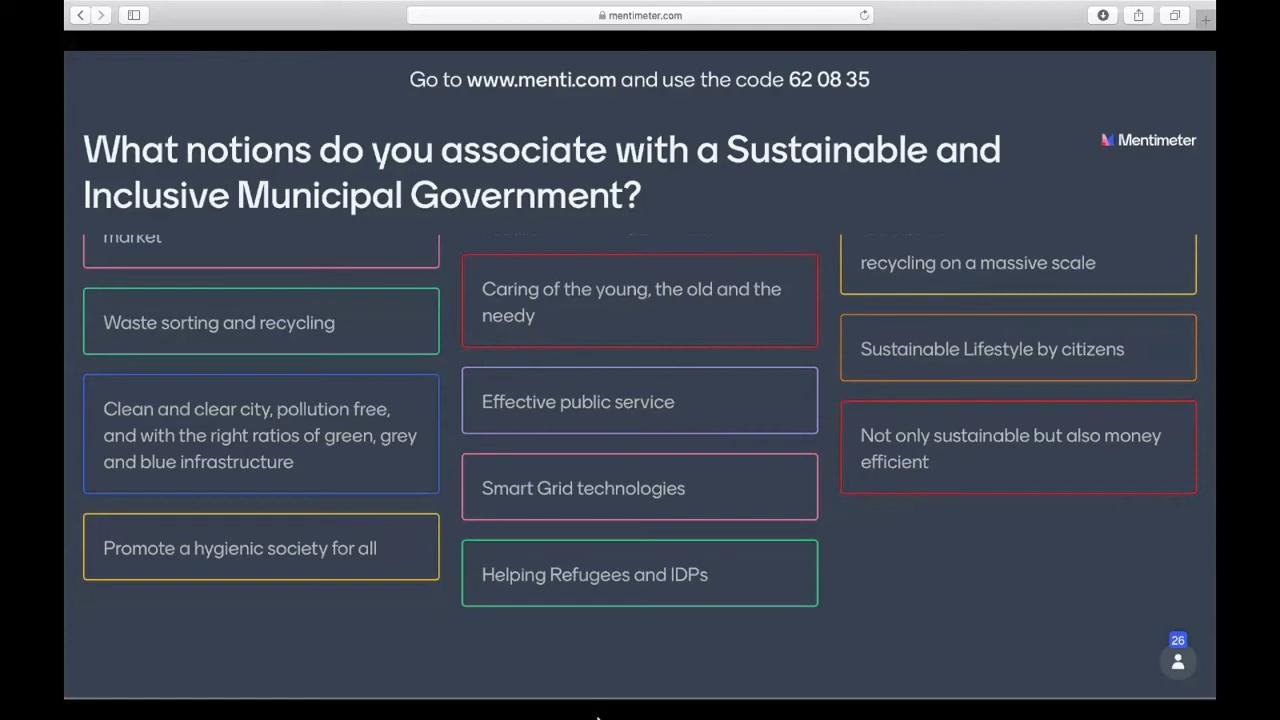 mentimeter.com
Go to www.menti.com and use the code 62 08 35
What notions do you associate with a Sustainable and
Inclusive Municipal Government?
Mentimeter
market
Waste sorting and recycling
Clean and clear city, pollution free,
and with the right ratios of green, grey
and blue infrastructure
Promote a hygienic society for all
Caring of the young, the old and the
needy
Effective public service
Smart Grid technologies
Helping Refugees and IDPs
recycling on a massive scale
Sustainable Lifestyle by citizens
Not only sustainable but also money
efficient
26